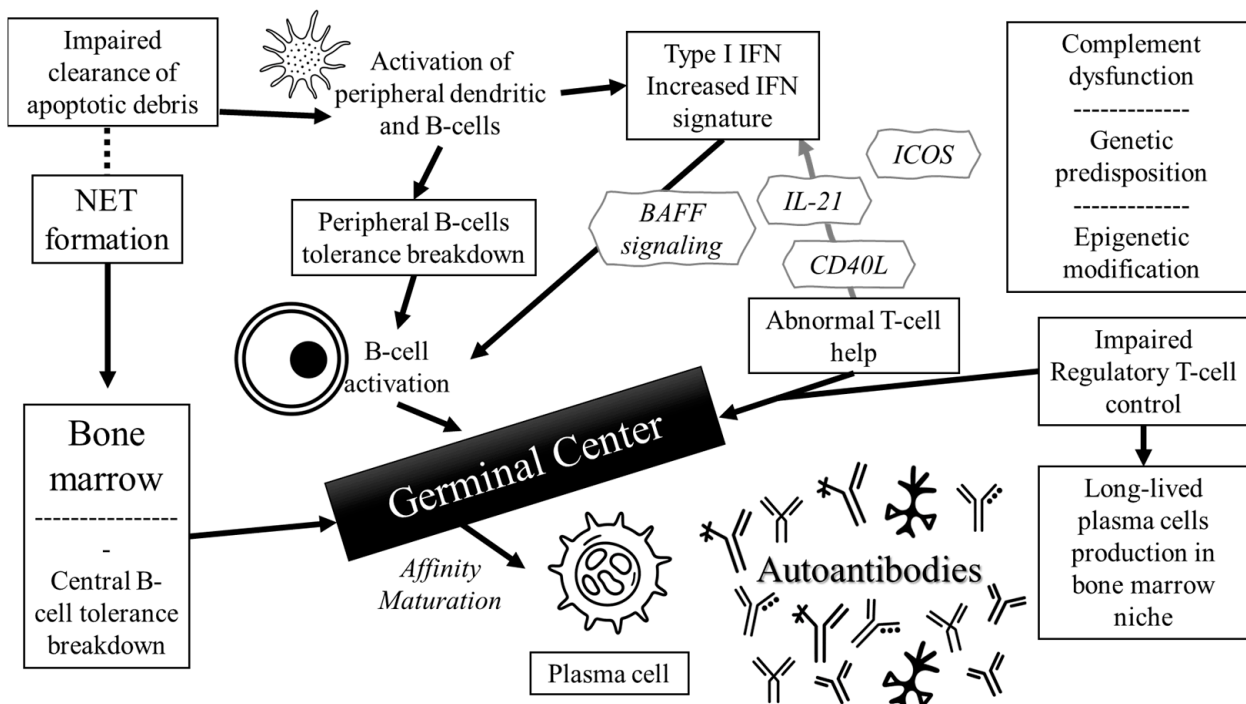 Impaired
clearance of
apoptotic debris
Activation of
peripheral dendritic
and B-cells
Type I IFN
Increased IFN
signature
ICOS
Complement
dysfunction
-------------
Genetic
predisposition
-------------
Epigenetic
modification
NET
formation
Peripheral B-cells
tolerance breakdown
BAFF
signaling
IL-21
CD40L
B-cell
activation
Abnormal T-cell
help
Impaired
Regulatory T-cell
control
Bone
marrow
----------------
-
Central B-
cell tolerance
breakdown
Germinal Center
Affinity
Maturation
Plasma cell
Autoantibodies
Long-lived
plasma cells
production in
bone marrow
niche